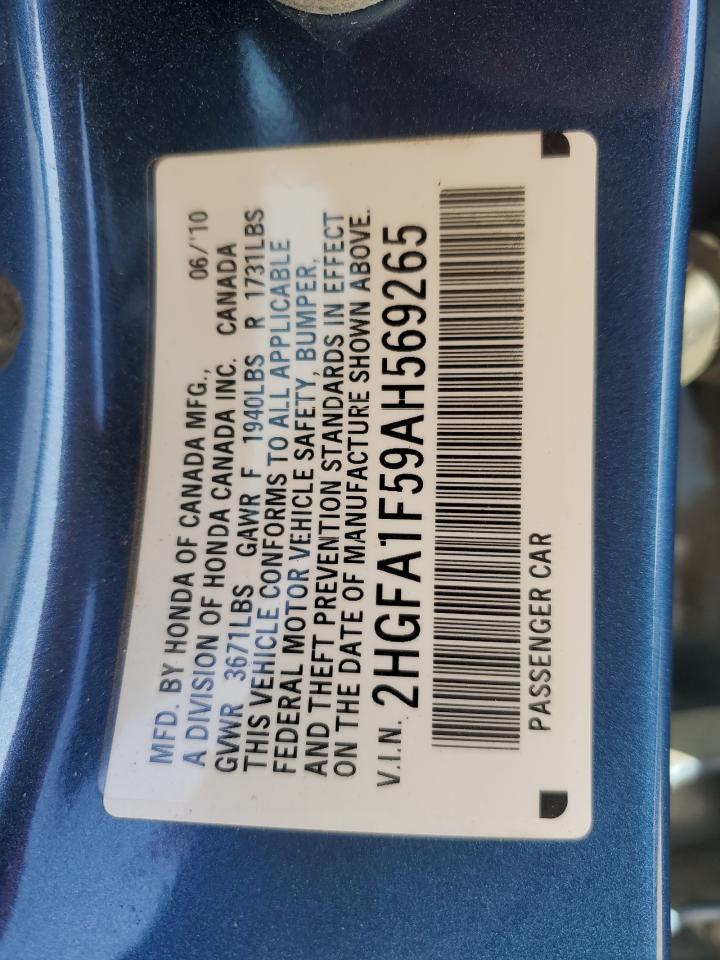 MFD. BY HONDA OF CANADA MFG., 06/'10
A DIVISION OF HONDA CANADA INC. CANADA
GVWR 3671LBS GAWR F 1940LBS R 1731LBS
THIS VEHICLE CONFORMS TO ALL APPLICABLE
FEDERAL MOTOR VEHICLE SAFETY, BUMPER,
AND THEFT PREVENTION STANDARDS IN EFFECT
ON THE DATE OF MANUFACTURE SHOWN ABOVE.
V.I.N. 2HGFA1F59AH569265
PASSENGER CAR